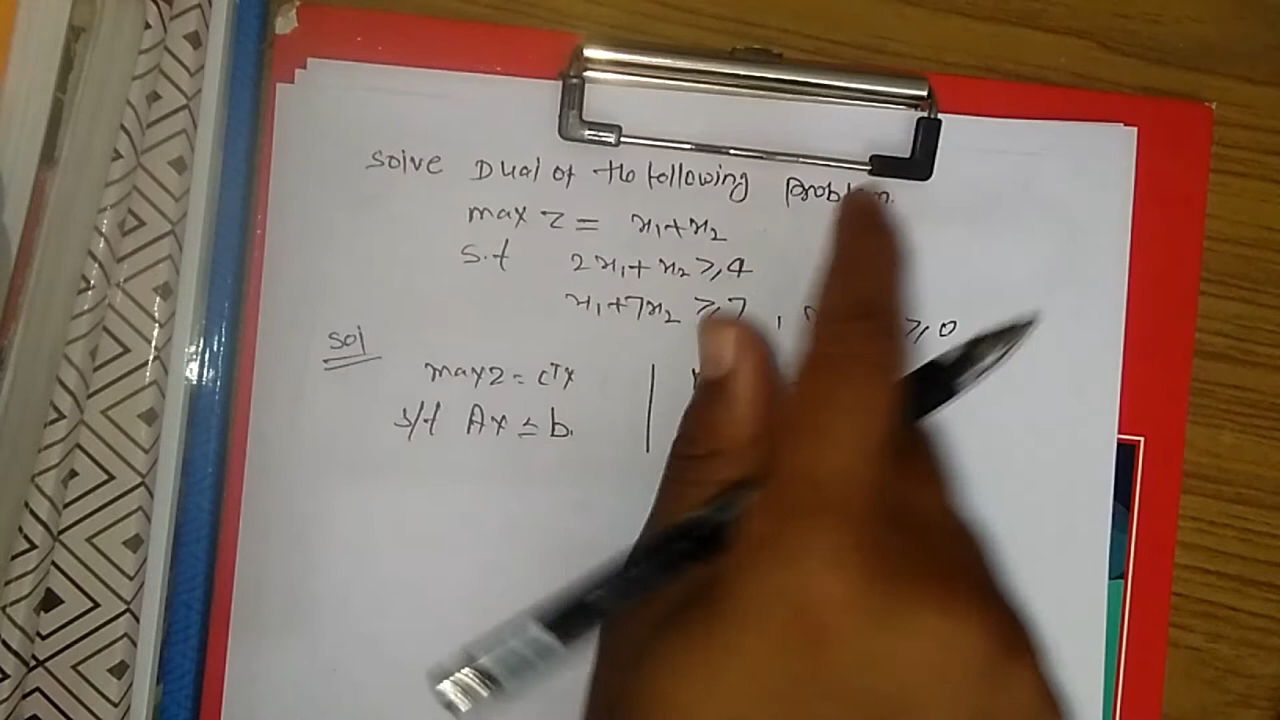 Solve Dual of the following problem.
max Z = x₁+x₂
s.t 2x₁+x₂ ≥ 4
x₁+7x₂ ≥ 7 , ≥ 0
Sol
max Z = cᵀx
s/t Ax ≤ b.